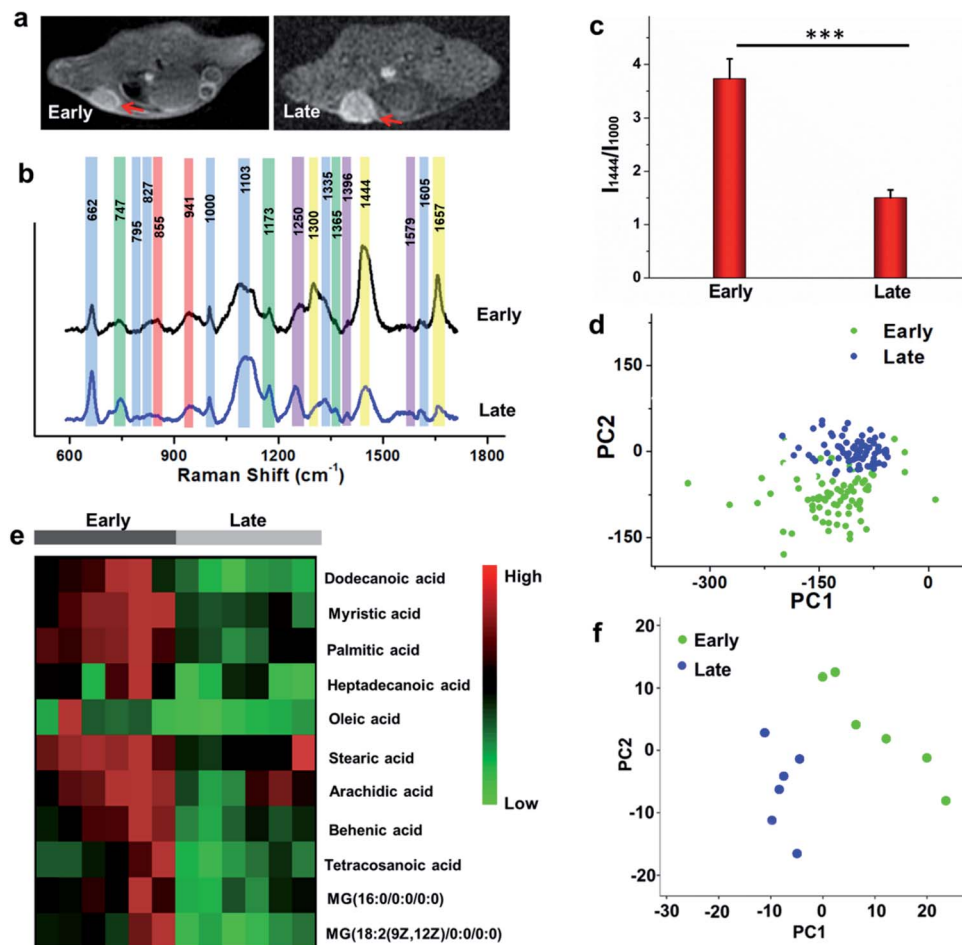 a
Early
Late
b
662
747
795
827
855
941
1000
1103
1173
1250
1300
1335
1365
1396
1444
1579
1605
1657
Early
Late
600
900
1200
1500
1800
Raman Shift (cm-1)
c
***
I1444/I1000
4
3
2
1
0
Early
Late
d
Early
Late
PC2
150
0
-150
-300
-150
0
PC1
e
Early
Late
Dodecanoic acid
Myristic acid
Palmitic acid
Heptadecanoic acid
Oleic acid
Stearic acid
Arachidic acid
Behenic acid
Tetracosanoic acid
MG(16:0/0:0/0:0)
MG(18:2(9Z,12Z)/0:0/0:0)
High
Low
f
Early
Late
PC2
20
10
0
-10
-20
-30
-20
-10
0
10
20
PC1